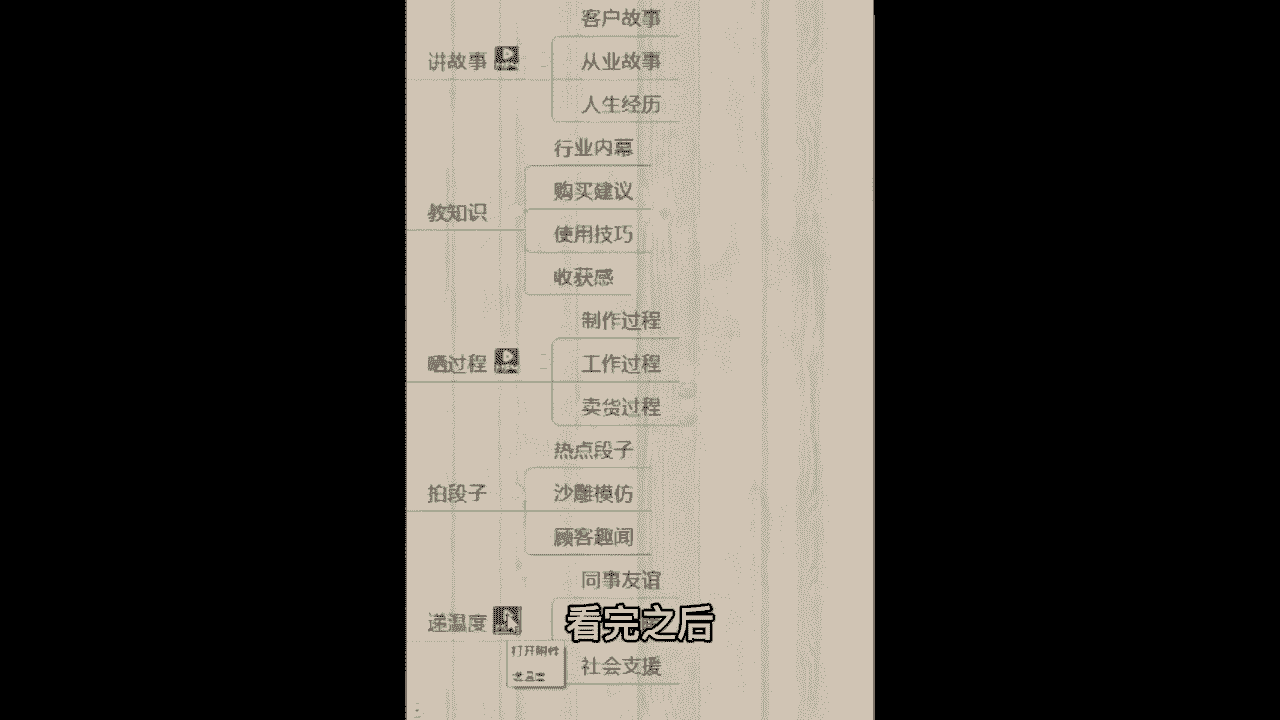 客户故事
讲故事
从业故事
人生经历
行业内幕
购买建议
教知识
使用技巧
收获感
制作过程
晒过程
工作过程
卖货过程
热点段子
拍段子
沙雕模仿
顾客趣闻
同事友谊
递温度
看完之后
打开附件
社会支援